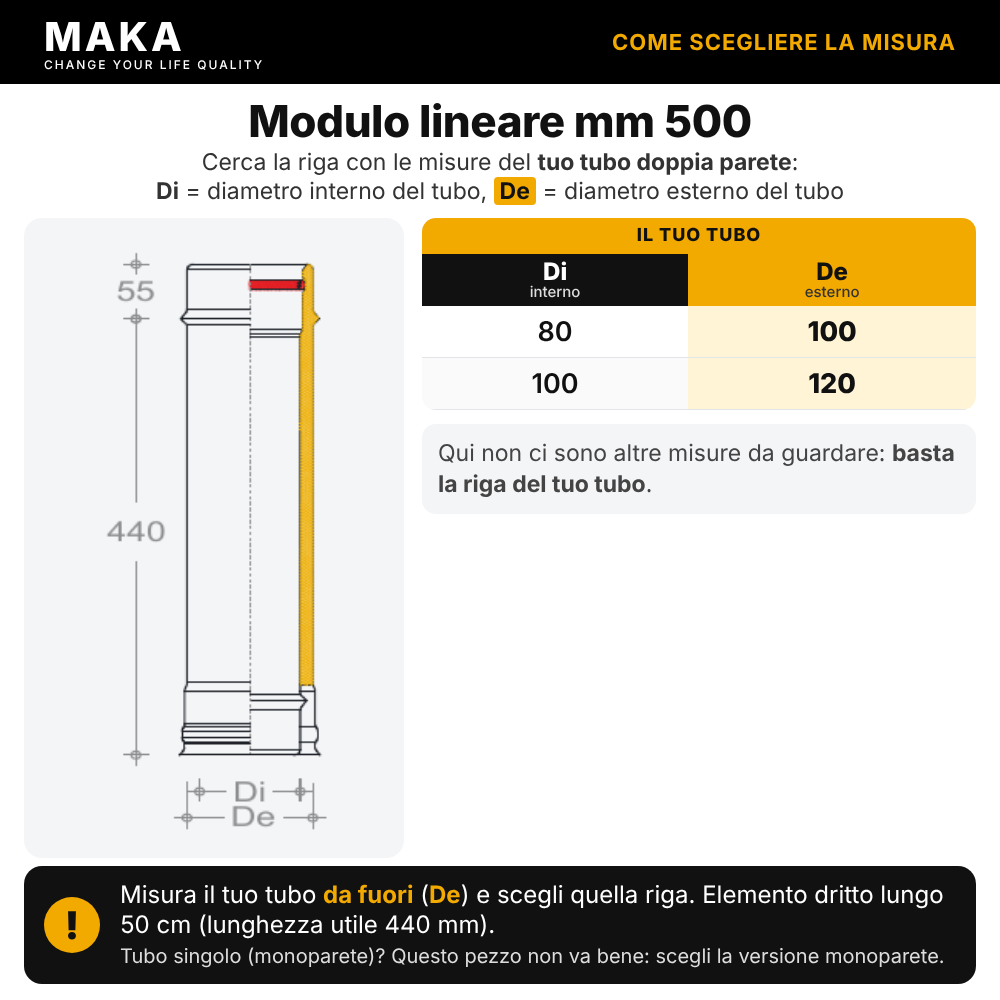 MAKA
CHANGE YOUR LIFE QUALITY
COME SCEGLIERE LA MISURA
Modulo lineare mm 500
Cerca la riga con le misure del tuo tubo doppia parete:
Di = diametro interno del tubo, De = diametro esterno del tubo
55
440
Di
De
IL TUO TUBO
Di De
interno esterno
80 100
100 120
Qui non ci sono altre misure da guardare: basta
la riga del tuo tubo.
! Misura il tuo tubo da fuori (De) e scegli quella riga. Elemento dritto lungo
50 cm (lunghezza utile 440 mm).
Tubo singolo (monoparete)? Questo pezzo non va bene: scegli la versione monoparete.